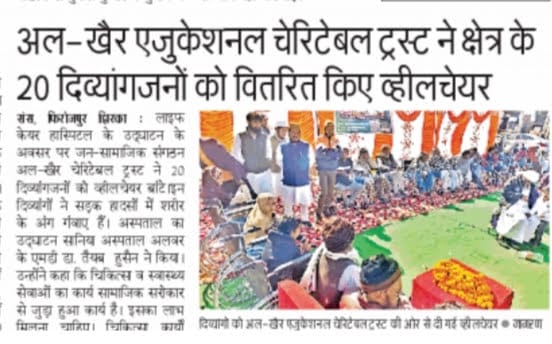 अल-खैर एजुकेशनल चेरिटेबल ट्रस्ट ने क्षेत्र के
20 दिव्यांगजनों को वितरित किए व्हीलचेयर
संस, फिरोजपुर झिरका : लाइफ
केयर हास्पिटल के उद्घाटन के
अवसर पर जन-सामाजिक संगठन
अल-खैर चेरिटेबल ट्रस्ट ने 20
दिव्यांगजनों को व्हीलचेयर बांटे।इन
दिव्यांगों ने सड़क हादसों में शरीर
के अंग गंवाए हैं। अस्पताल का
उद्घाटन सानिया अस्पताल अलवर
के एमडी डा. तैयब हुसैन ने किया।
उन्होंने कहा कि चिकित्सा व स्वास्थ्य
सेवाओं का कार्य सामाजिक सरोकार
से जुड़ा हुआ कार्य है। इसका लाभ
मिलना चाहिए। चिकित्सा कार्यों
दिव्यांगों को अल-खैर एजुकेशनल चेरिटेबल ट्रस्ट की ओर से दी गई व्हीलचेयर ● जागरण